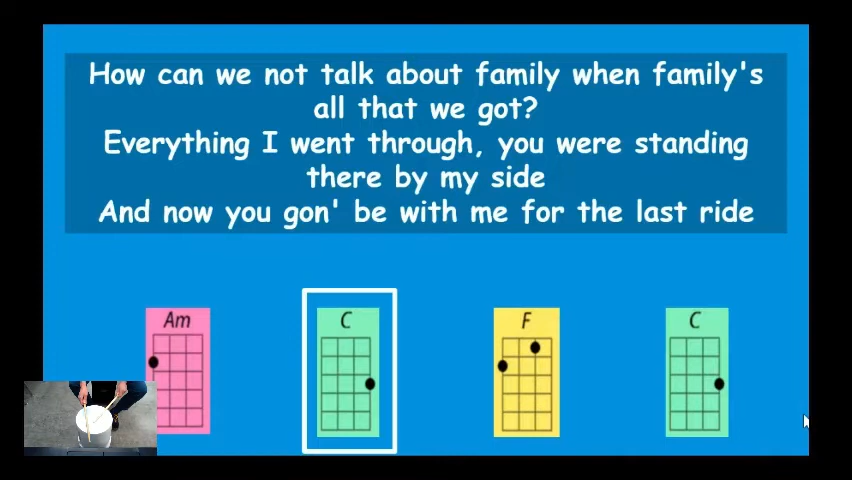 How can we not talk about family when family's
all that we got?
Everything I went through, you were standing
there by my side
And now you gon' be with me for the last ride
Am
C
F
C